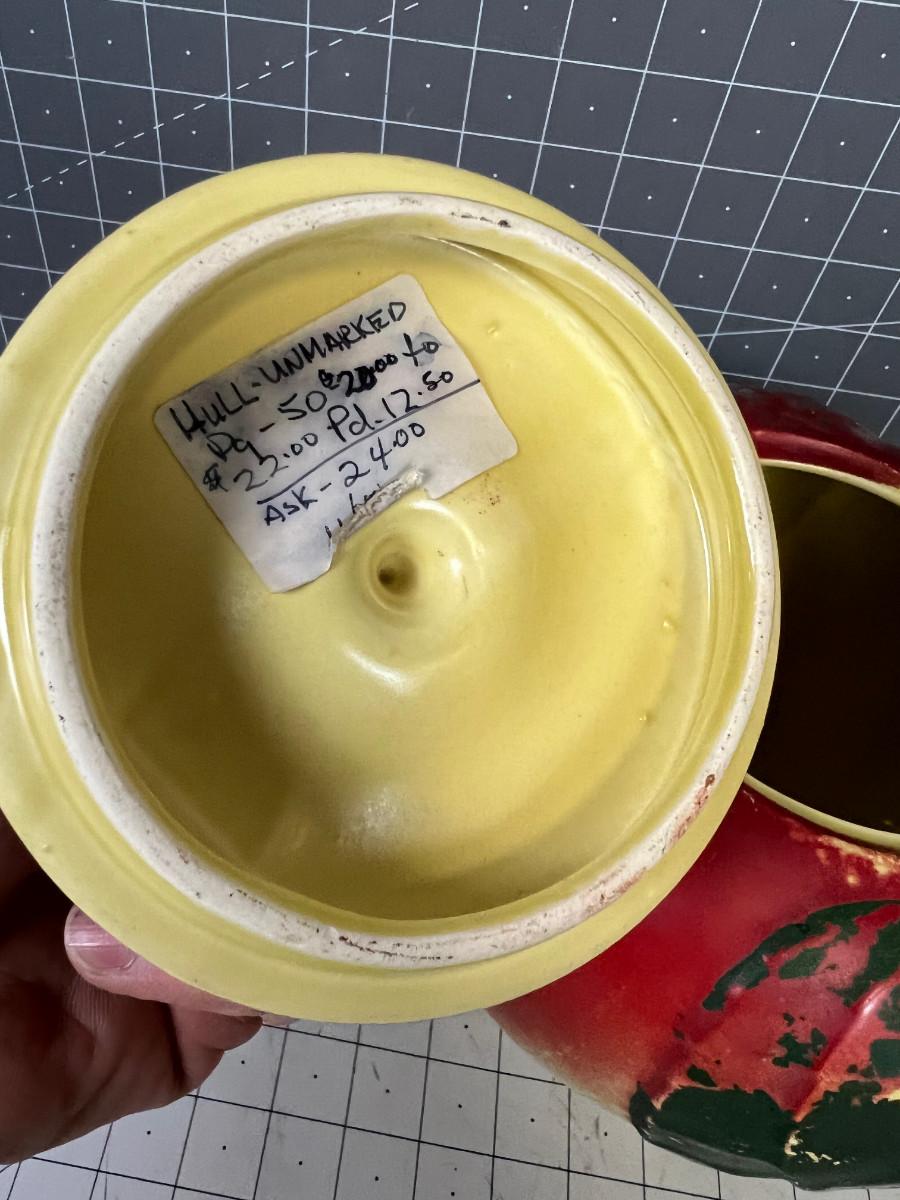 HULL-UNMARKED
Pg-50 $20.00 to
$22.00 Pd.12.50
ASK-24.00